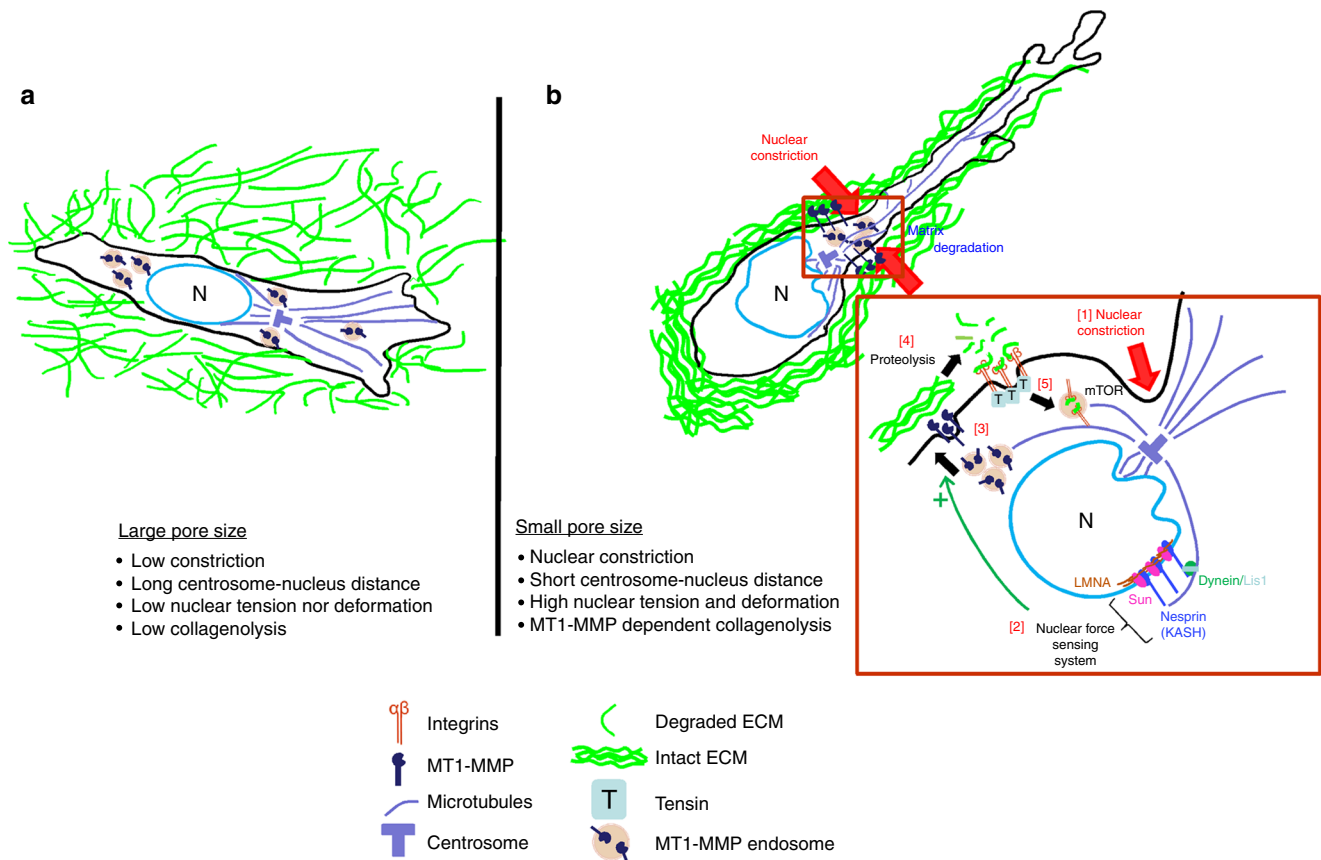 a
N
Large pore size
• Low constriction
• Long centrosome-nucleus distance
• Low nuclear tension nor deformation
• Low collagenolysis
b
Nuclear
constriction
Matrix
degradation
N
Small pore size
• Nuclear constriction
• Short centrosome-nucleus distance
• High nuclear tension and deformation
• MT1-MMP dependent collagenolysis
[1] Nuclear
constriction
[4]
Proteolysis
αβ αβ αβ
T T T
[5]
mTOR
[3]
+
N
LMNA
Sun
Dynein/Lis1
Nesprin
(KASH)
[2] Nuclear force
sensing
system
αβ
Integrins
MT1-MMP
Microtubules
Centrosome
Degraded ECM
Intact ECM
T
Tensin
MT1-MMP endosome